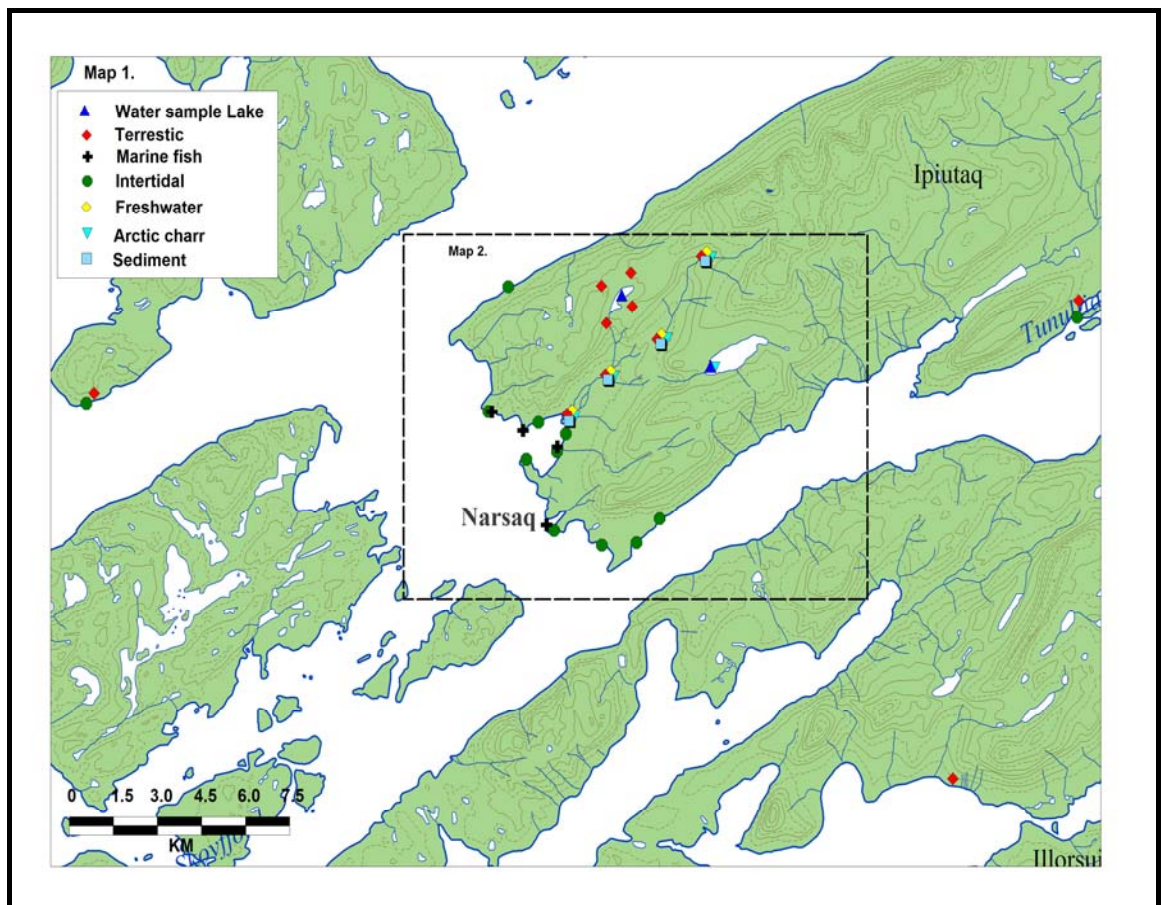 Map 1.
Water sample Lake
Terrestic
Marine fish
Intertidal
Freshwater
Arctic charr
Sediment
Ipiutaq
Map 2.
Narsaq
0 1.5 3.0 4.5 6.0 7.5
KM
Illorsui